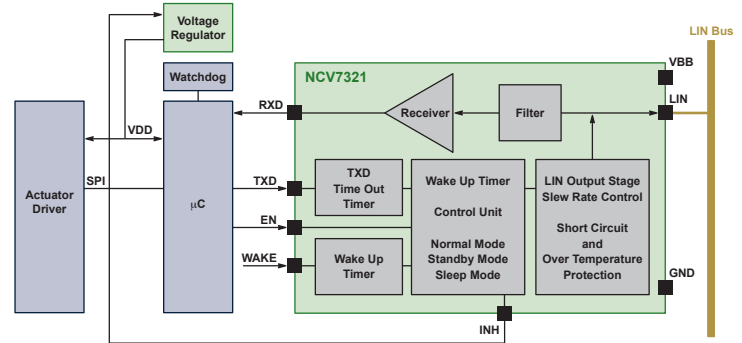 Voltage
Regulator
LIN Bus
Watchdog
NCV7321
VBB
RXD
Receiver
Filter
LIN
VDD
Actuator
Driver
SPI
µC
TXD
TXD
Time Out
Timer
Wake Up Timer
Control Unit
Normal Mode
Standby Mode
Sleep Mode
LIN Output Stage
Slew Rate Control
Short Circuit
and
Over Temperature
Protection
EN
WAKE
Wake Up
Timer
GND
INH